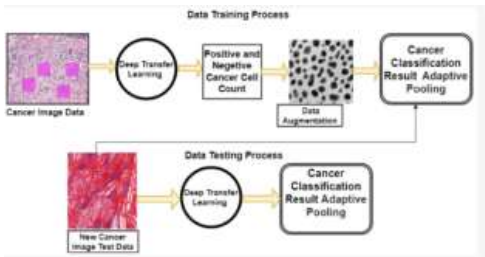 Data Training Process
Cancer Image Data
Deep Transfer
Learning
Positive and
Negative
Cancer Cell
Count
Data
Augmentation
Cancer
Classification
Result Adaptive
Pooling
Data Testing Process
New Cancer
Image Test Data
Deep Transfer
Learning
Cancer
Classification
Result Adaptive
Pooling